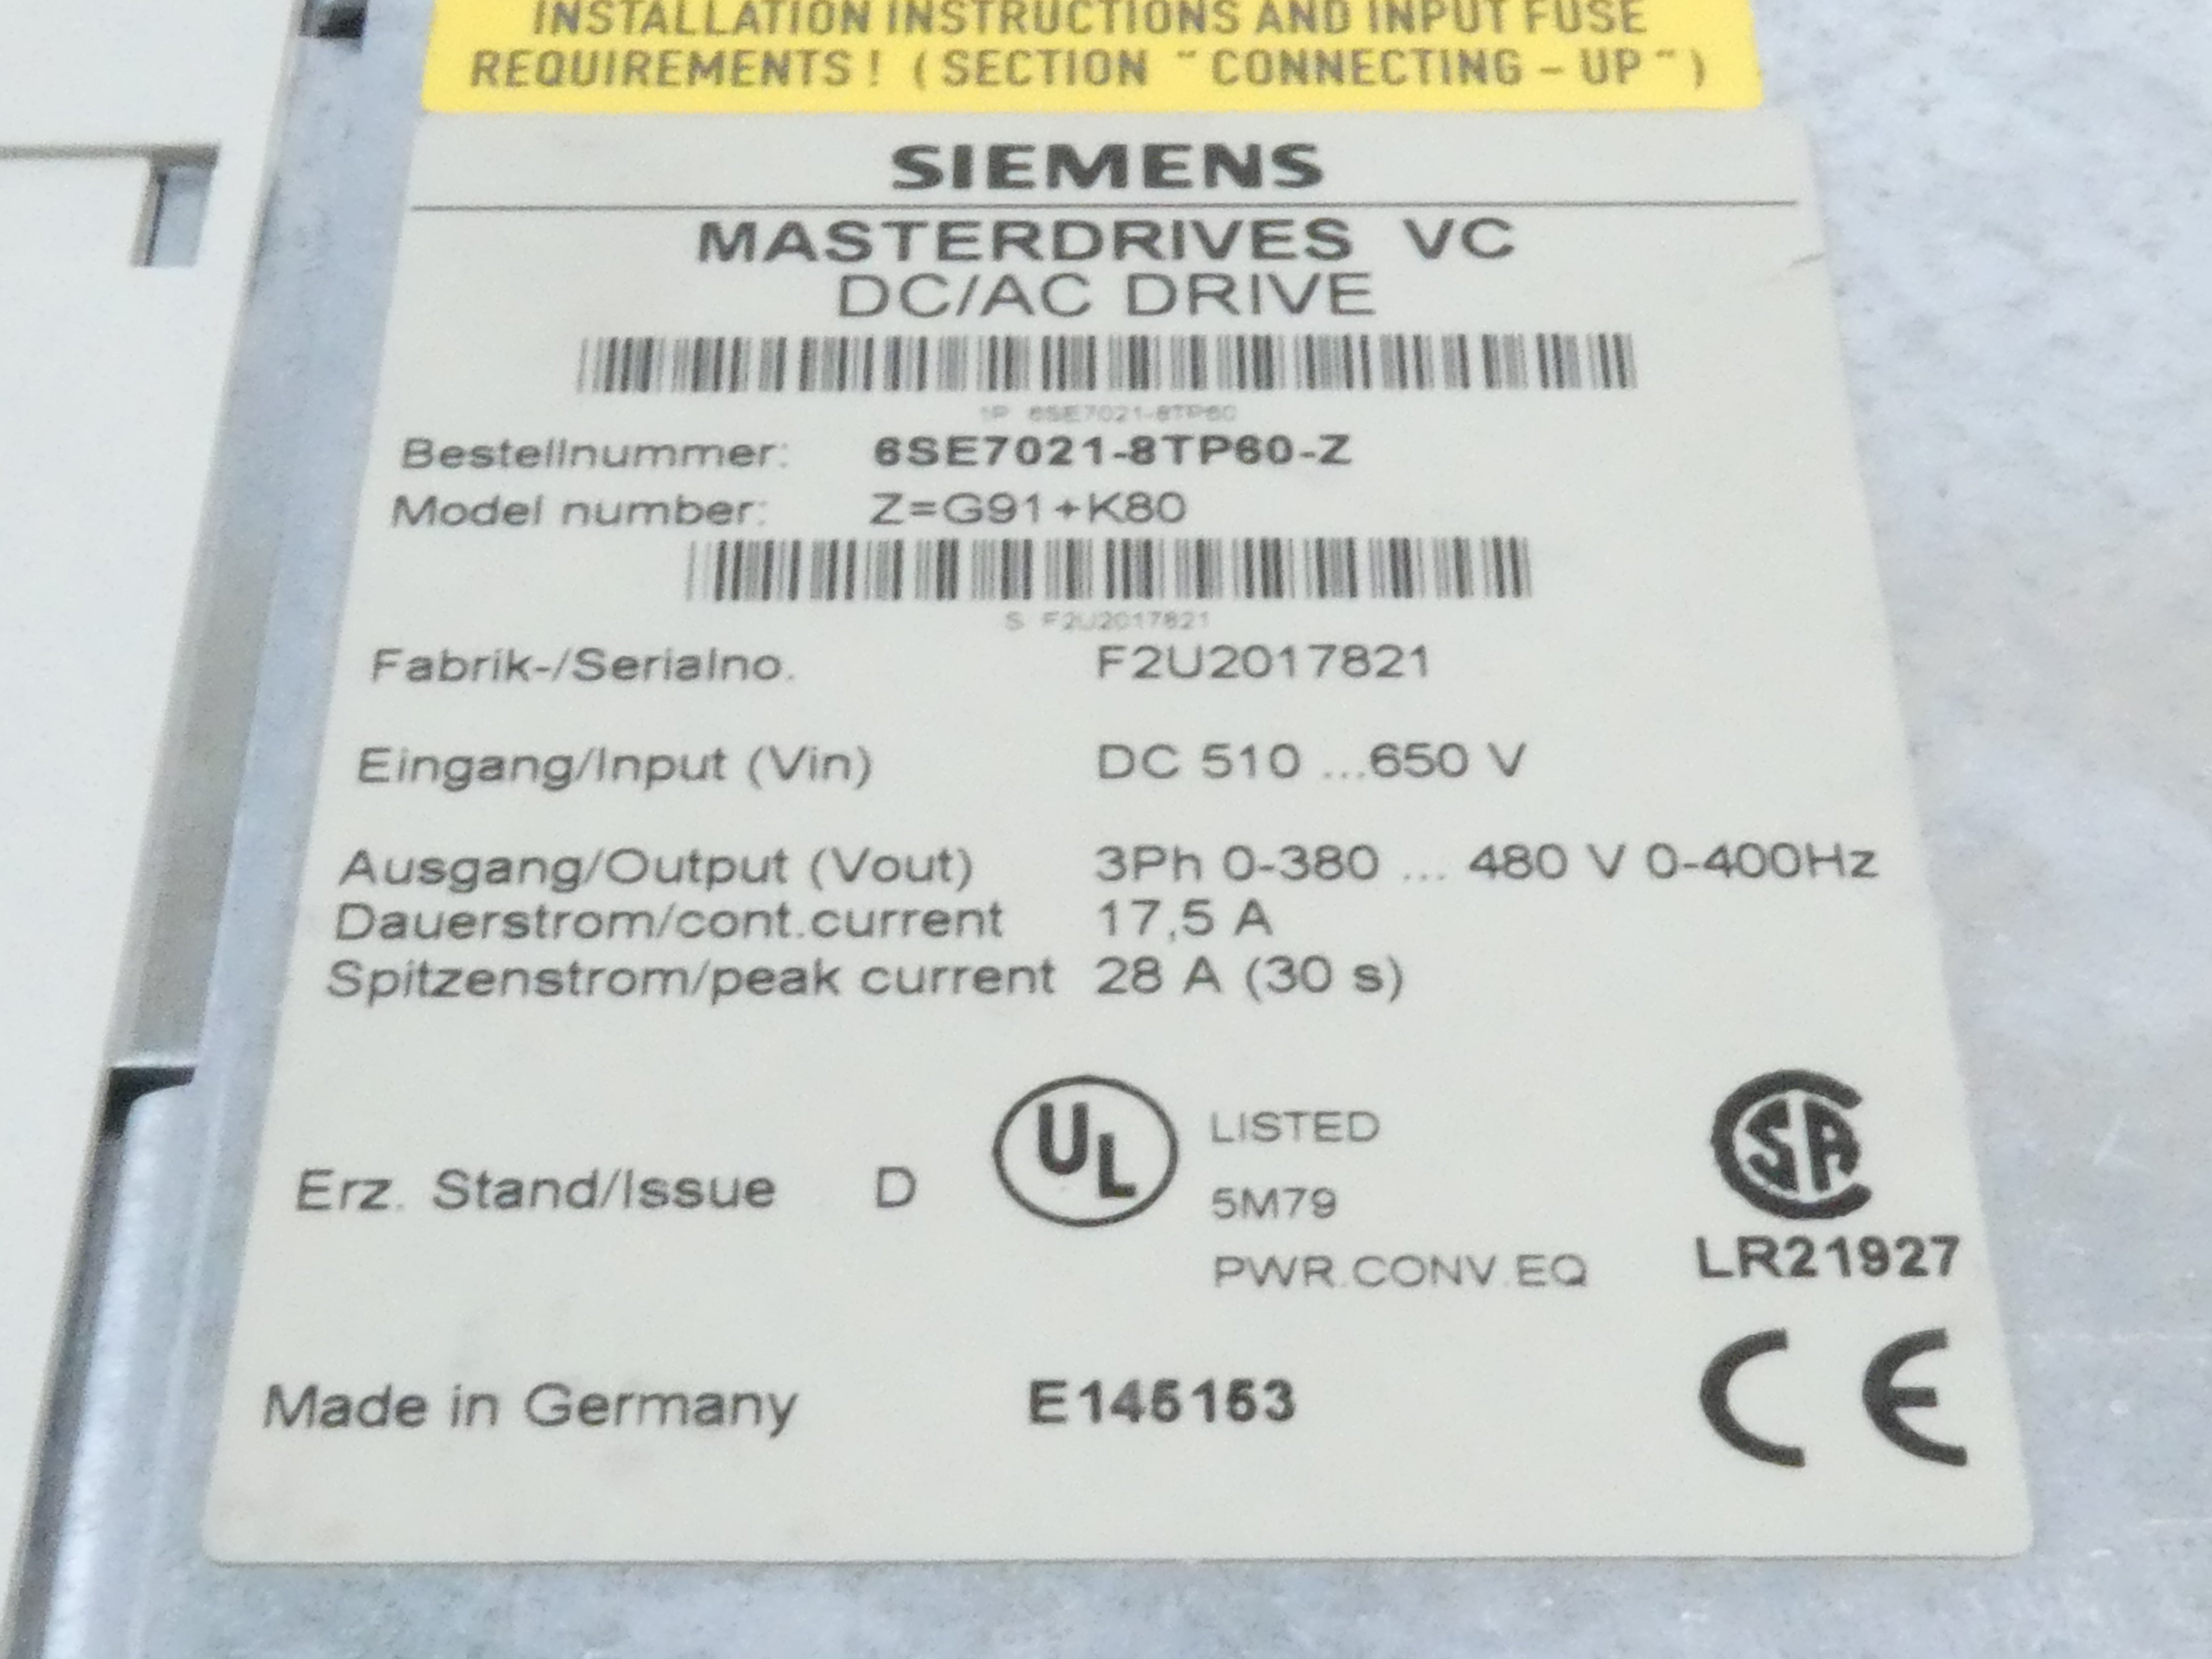 INSTALLATION INSTRUCTIONS AND INPUT FUSE
REQUIREMENTS! (SECTION "CONNECTING-UP")
SIEMENS
MASTERDRIVES VC
DC/AC DRIVE
1P 6SE7021-8TP60
Bestellnummer: 6SE7021-8TP60-Z
Model number: Z=G91+K80
S F2U2017821
Fabrik-/Serialno. F2U2017821
Eingang/Input (Vin) DC 510 ...650 V
Ausgang/Output (Vout) 3Ph 0-380 ... 480 V 0-400Hz
Dauerstrom/cont.current 17,5 A
Spitzenstrom/peak current 28 A (30 s)
Erz. Stand/Issue D
UL LISTED
5M79
PWR.CONV.EQ
SA
LR21927
Made in Germany E145153
CE